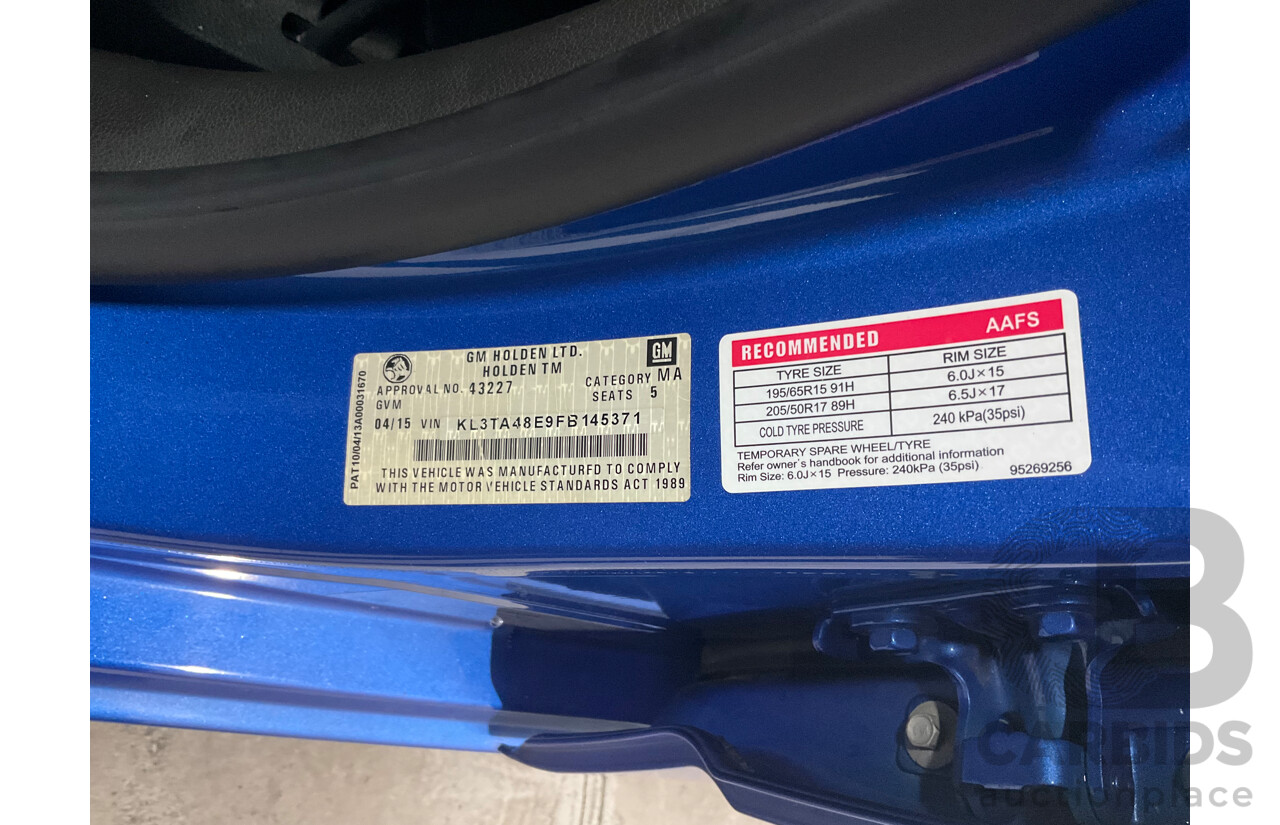 GM HOLDEN LTD.
HOLDEN TM
GM
APPROVAL NO. 43227
CATEGORY MA
GVM
SEATS 5
04/15 VIN KL3TA48E9FB145371
THIS VEHICLE WAS MANUFACTURED TO COMPLY
WITH THE MOTOR VEHICLE STANDARDS ACT 1989
PAT10/04/13A00031670
RECOMMENDED AAFS
TYRE SIZE RIM SIZE
195/65R15 91H 6.0J×15
205/50R17 89H 6.5J×17
COLD TYRE PRESSURE 240 kPa(35psi)
TEMPORARY SPARE WHEEL/TYRE
Refer owner's handbook for additional information
Rim Size: 6.0J×15 Pressure: 240kPa (35psi)
95269256
CARBIDS
auctionplace